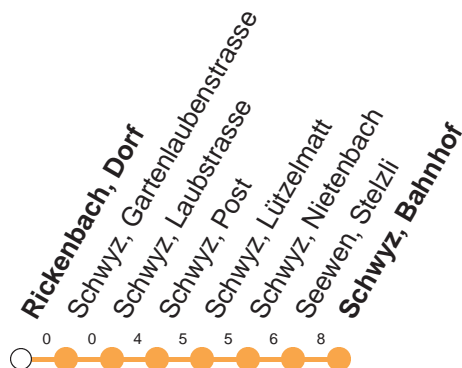 Rickenbach, Dorf
Schwyz, Gartenlaubenstrasse
Schwyz, Laubstrasse
Schwyz, Post
Schwyz, Lützelmatt
Schwyz, Nietenbach
Seewen, Stelzli
Schwyz, Bahnhof
0 0 4 5 5 6 8